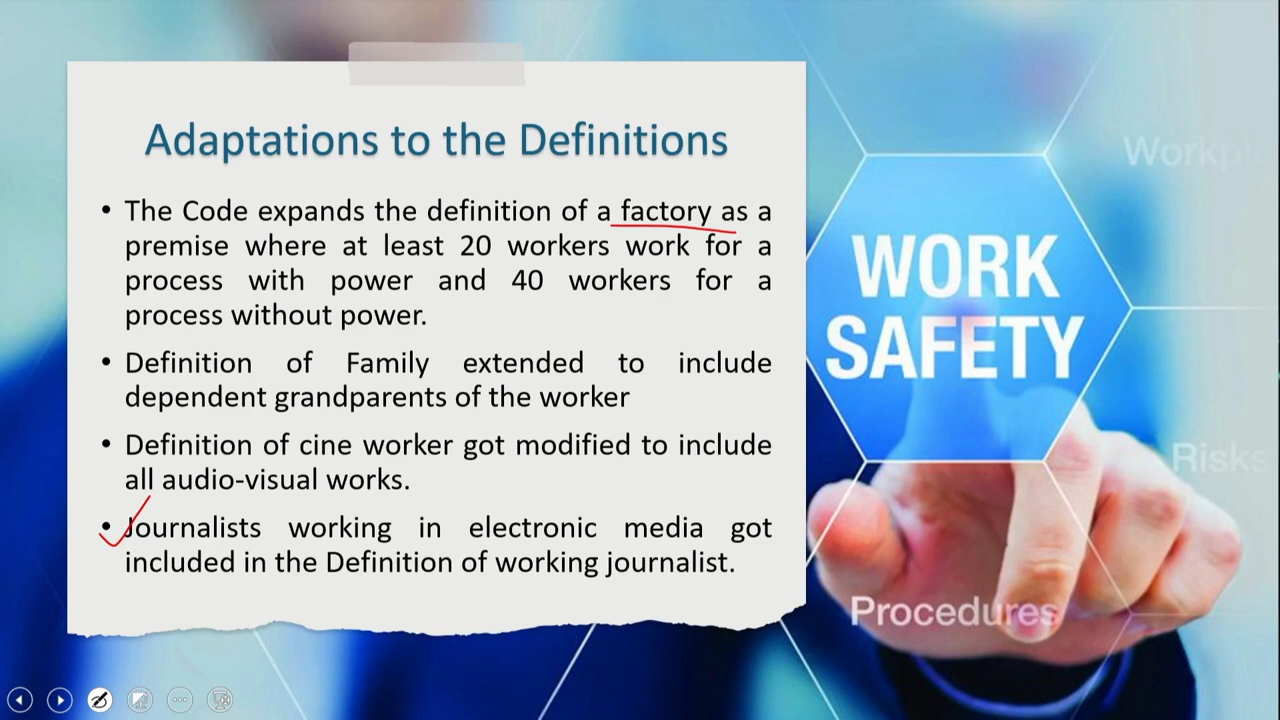 Adaptations to the Definitions
• The Code expands the definition of a factory as a
premise where at least 20 workers work for a
process with power and 40 workers for a
process without power.
• Definition of Family extended to include
dependent grandparents of the worker
• Definition of cine worker got modified to include
all audio-visual works.
• Journalists working in electronic media got
included in the Definition of working journalist.
WORK
SAFETY
Risks
Procedures